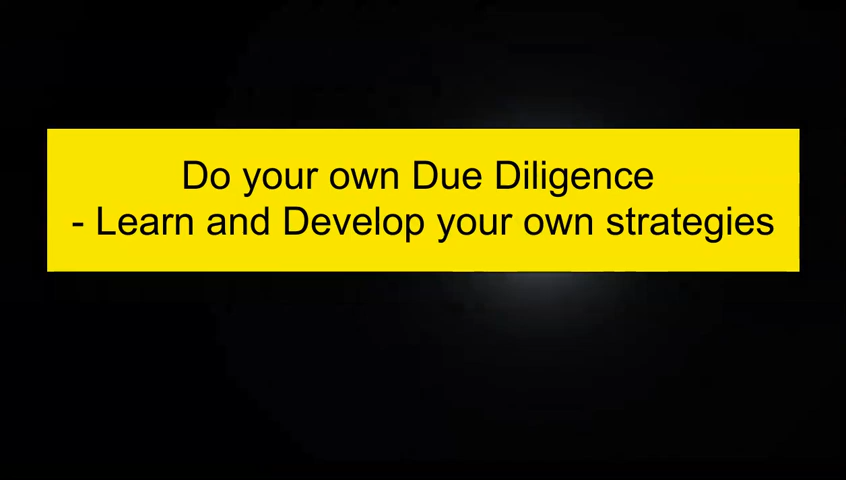 Do your own Due Diligence
- Learn and Develop your own strategies